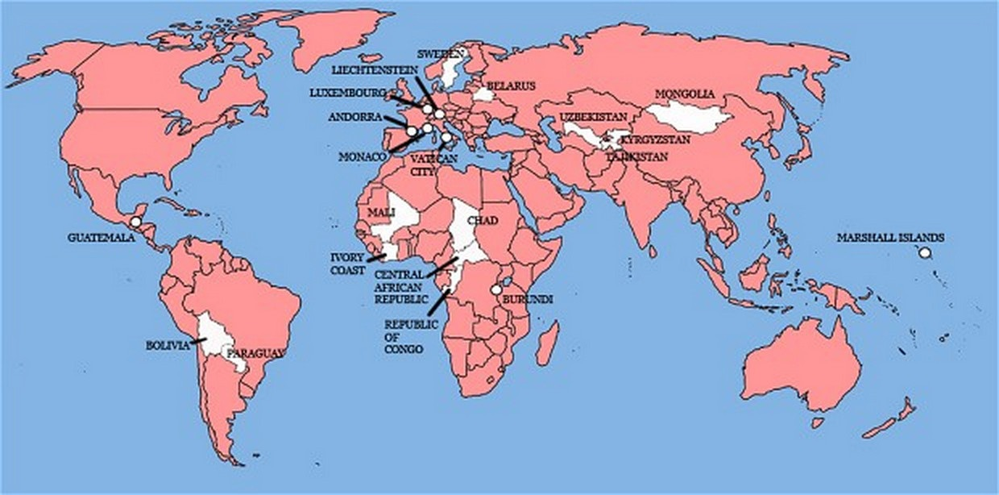 SWEDEN
LIECHTENSTEIN
LUXEMBOURG
BELARUS
MONGOLIA
ANDORRA
UZBEKISTAN
KYRGYZSTAN
MONACO
VATICAN
CITY
TAJIKISTAN
MALI
CHAD
GUATEMALA
MARSHALL ISLANDS
IVORY
COAST
CENTRAL
AFRICAN
REPUBLIC
BURUNDI
REPUBLIC
OF
CONGO
BOLIVIA
PARAGUAY